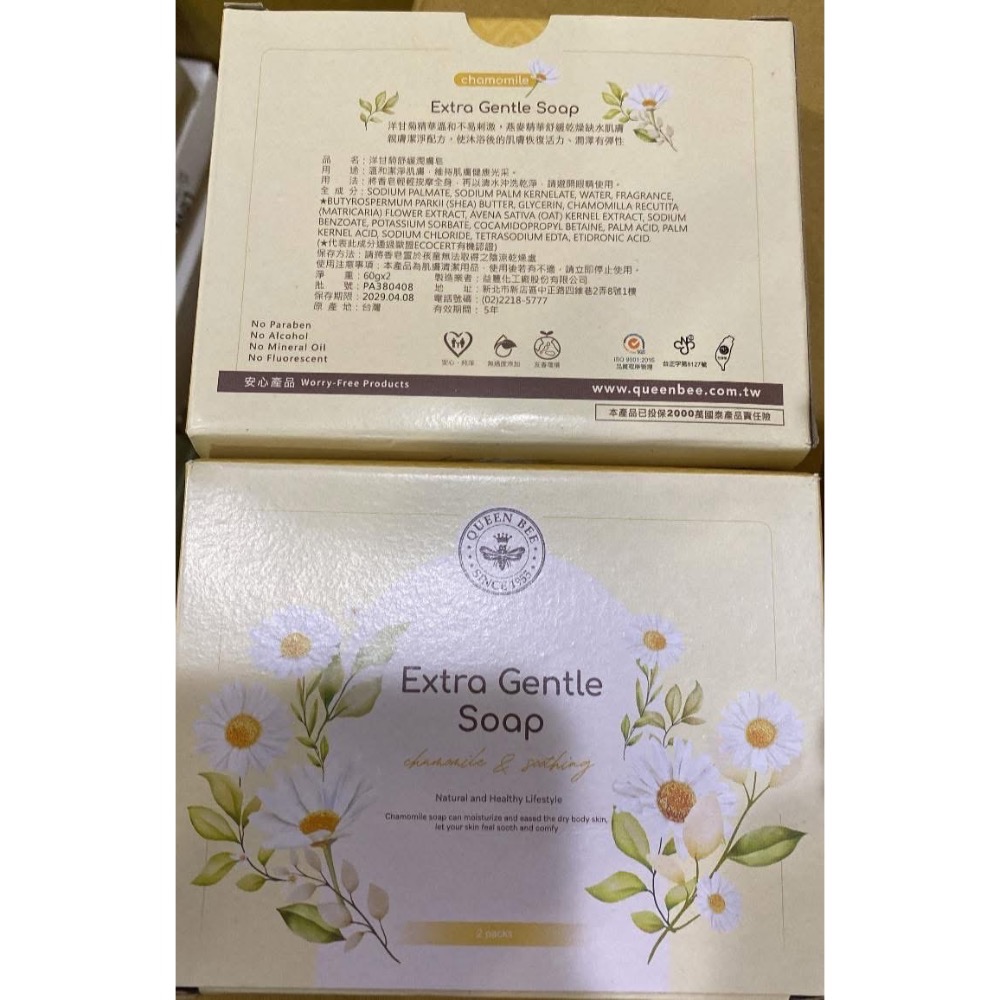 chamomile
Extra Gentle Soap
洋甘菊精華溫和不易刺激，燕麥精華舒緩乾燥缺水肌膚
親膚潔淨配方，使沐浴後的肌膚恢復活力、潤澤有彈性
品 名：洋甘菊舒緩潤膚皂
用 途：溫和潔淨肌膚，維持肌膚健康光采。
用 法：將香皂輕輕按摩全身，再以清水沖洗乾淨，請避開眼睛使用。
全 成 分：SODIUM PALMATE, SODIUM PALM KERNELATE, WATER, FRAGRANCE,
★BUTYROSPERMUM PARKII (SHEA) BUTTER, GLYCERIN, CHAMOMILLA RECUTITA
(MATRICARIA) FLOWER EXTRACT, AVENA SATIVA (OAT) KERNEL EXTRACT, SODIUM
BENZOATE, POTASSIUM SORBATE, COCAMIDOPROPYL BETAINE, PALM ACID, PALM
KERNEL ACID, SODIUM CHLORIDE, TETRASODIUM EDTA, ETIDRONIC ACID
(★代表此成分通過歐盟ECOCERT有機認證)
保存方法：請將香皂置於孩童無法取得之陰涼乾燥處
使用注意事項：本產品為肌膚清潔用品，使用後若有不適，請立即停止使用。
淨 重：60gx2 製造業者：益豐化工廠股份有限公司
批 號：PA380408 地 址：新北市新店區中正路四維巷2弄8號1樓
保存期限：2029.04.08 電話號碼：(02)2218-5777
原 產 地：台灣 有效期間：5年
No Paraben
No Alcohol
No Mineral Oil
No Fluorescent
ISO 9001:2015
安心產品 Worry-Free Products
www.queenbee.com.tw
本產品已投保2000萬國泰產品責任險
QUEEN BEE
SINCE 1955
Extra Gentle
Soap
chamomile & soothing
Natural and Healthy Lifestyle
Chamomile soap can moisturize and eased the dry body skin,
let your skin feel sooth and comfy
2 packs